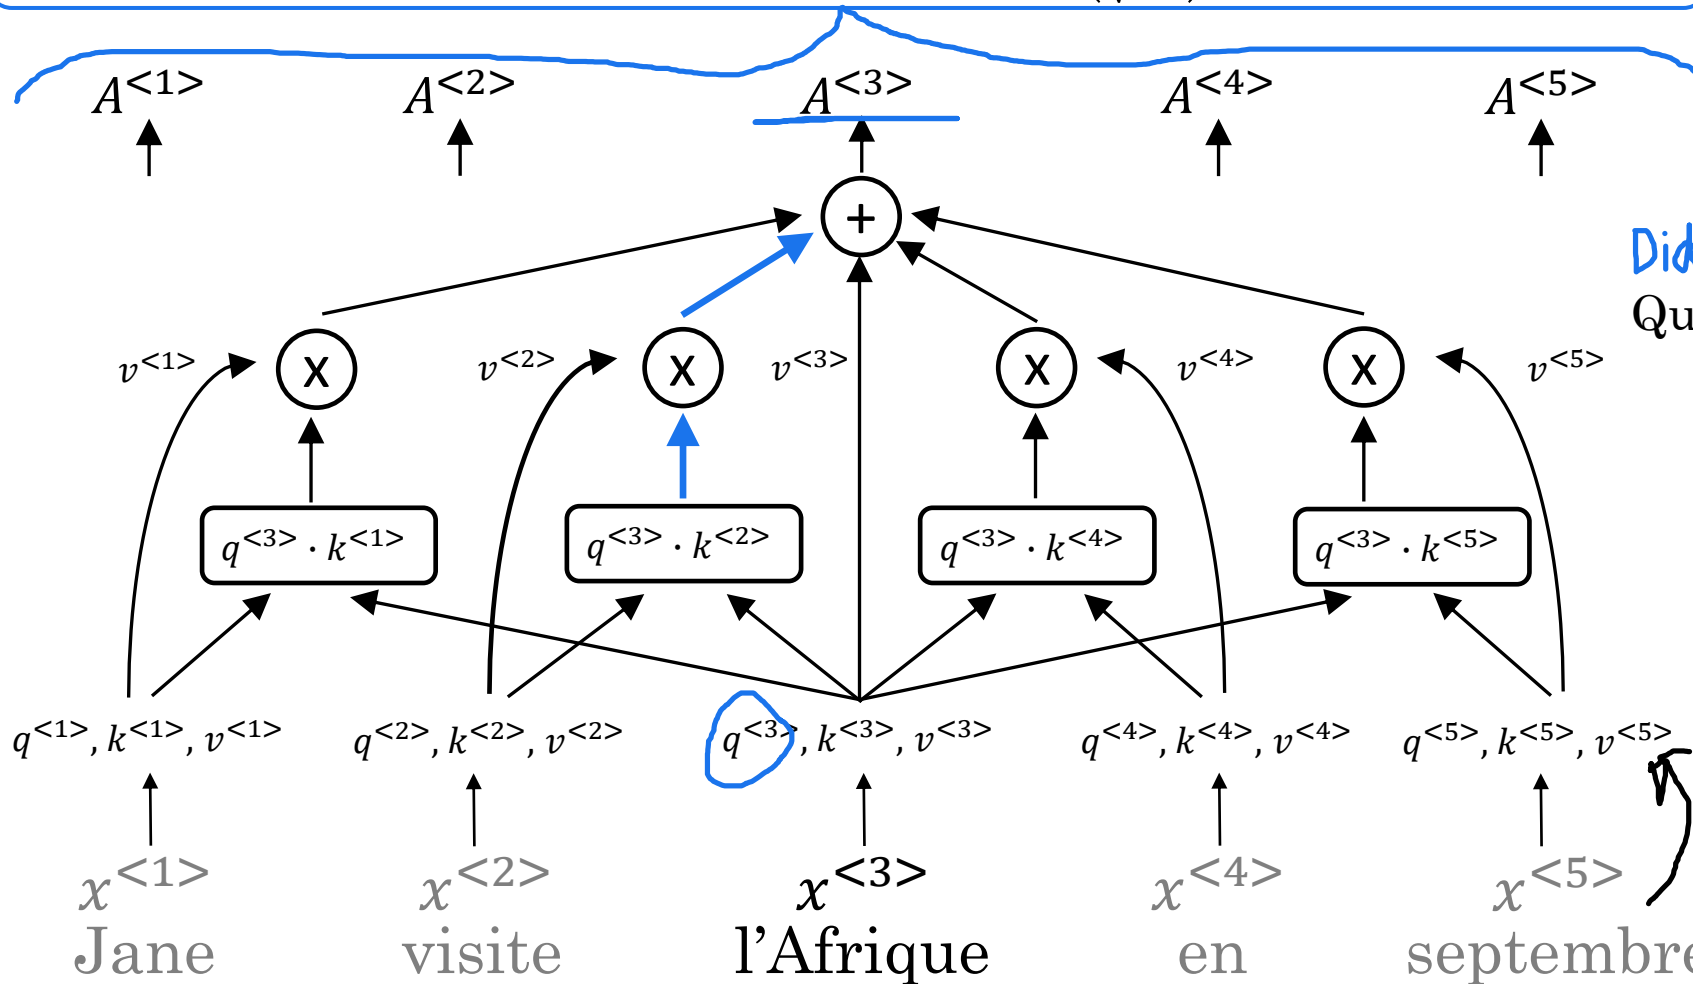 A<1> A<2> A<3> A<4> A<5>
+
Did
Qu
v<1> x v<2> x v<3> x v<4> x v<5>
q<3> · k<1> q<3> · k<2> q<3> · k<4> q<3> · k<5>
q<1>, k<1>, v<1> q<2>, k<2>, v<2> q<3>, k<3>, v<3> q<4>, k<4>, v<4> q<5>, k<5>, v<5>
x<1> x<2> x<3> x<4> x<5>
Jane visite l’Afrique en septembre